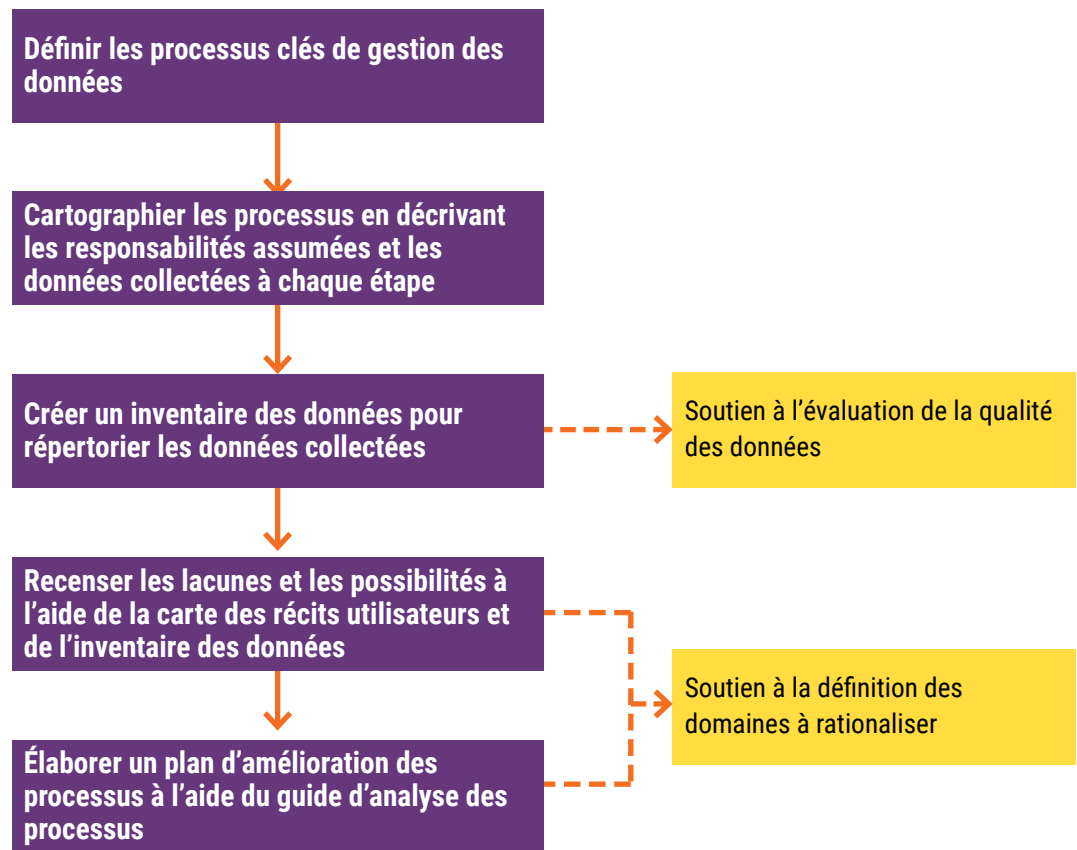 Définir les processus clés de gestion des
données
Cartographier les processus en décrivant
les responsabilités assumées et les
données collectées à chaque étape
Créer un inventaire des données pour
répertorier les données collectées
Soutien à l’évaluation de la qualité
des données
Recenser les lacunes et les possibilités à
l’aide de la carte des récits utilisateurs et
de l’inventaire des données
Soutien à la définition des
domaines à rationaliser
Élaborer un plan d’amélioration des
processus à l’aide du guide d’analyse des
processus